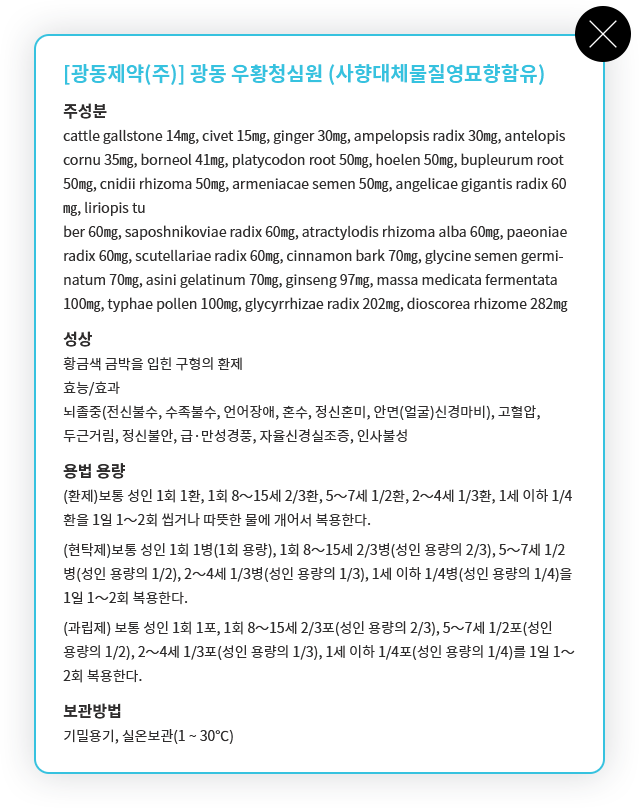 [광동제약(주)] 광동 우황청심원 (사향대체물질영묘향함유)
주성분
cattle gallstone 14㎎, civet 15㎎, ginger 30㎎, ampelopsis radix 30㎎, antelopis
cornu 35㎎, borneol 41㎎, platycodon root 50㎎, hoelen 50㎎, bupleurum root
50㎎, cnidii rhizoma 50㎎, armeniacae semen 50㎎, angelicae gigantis radix 60
㎎, liriopis tu
ber 60㎎, saposhnikoviae radix 60㎎, atractylodis rhizoma alba 60㎎, paeoniae
radix 60㎎, scutellariae radix 60㎎, cinnamon bark 70㎎, glycine semen germi-
natum 70㎎, asini gelatinum 70㎎, ginseng 97㎎, massa medicata fermentata
100㎎, typhae pollen 100㎎, glycyrrhizae radix 202㎎, dioscorea rhizome 282㎎
성상
황금색 금박을 입힌 구형의 환제
효능/효과
뇌졸중(전신불수, 수족불수, 언어장애, 혼수, 정신혼미, 안면(얼굴)신경마비), 고혈압,
두근거림, 정신불안, 급·만성경풍, 자율신경실조증, 인사불성
용법 용량
(환제)보통 성인 1회 1환, 1회 8～15세 2/3환, 5～7세 1/2환, 2～4세 1/3환, 1세 이하 1/4
환을 1일 1～2회 씹거나 따뜻한 물에 개어서 복용한다.
(현탁제)보통 성인 1회 1병(1회 용량), 1회 8～15세 2/3병(성인 용량의 2/3), 5～7세 1/2
병(성인 용량의 1/2), 2～4세 1/3병(성인 용량의 1/3), 1세 이하 1/4병(성인 용량의 1/4)을
1일 1～2회 복용한다.
(과립제) 보통 성인 1회 1포, 1회 8～15세 2/3포(성인 용량의 2/3), 5～7세 1/2포(성인
용량의 1/2), 2～4세 1/3포(성인 용량의 1/3), 1세 이하 1/4포(성인 용량의 1/4)를 1일 1～
2회 복용한다.
보관방법
기밀용기, 실온보관(1 ~ 30℃)